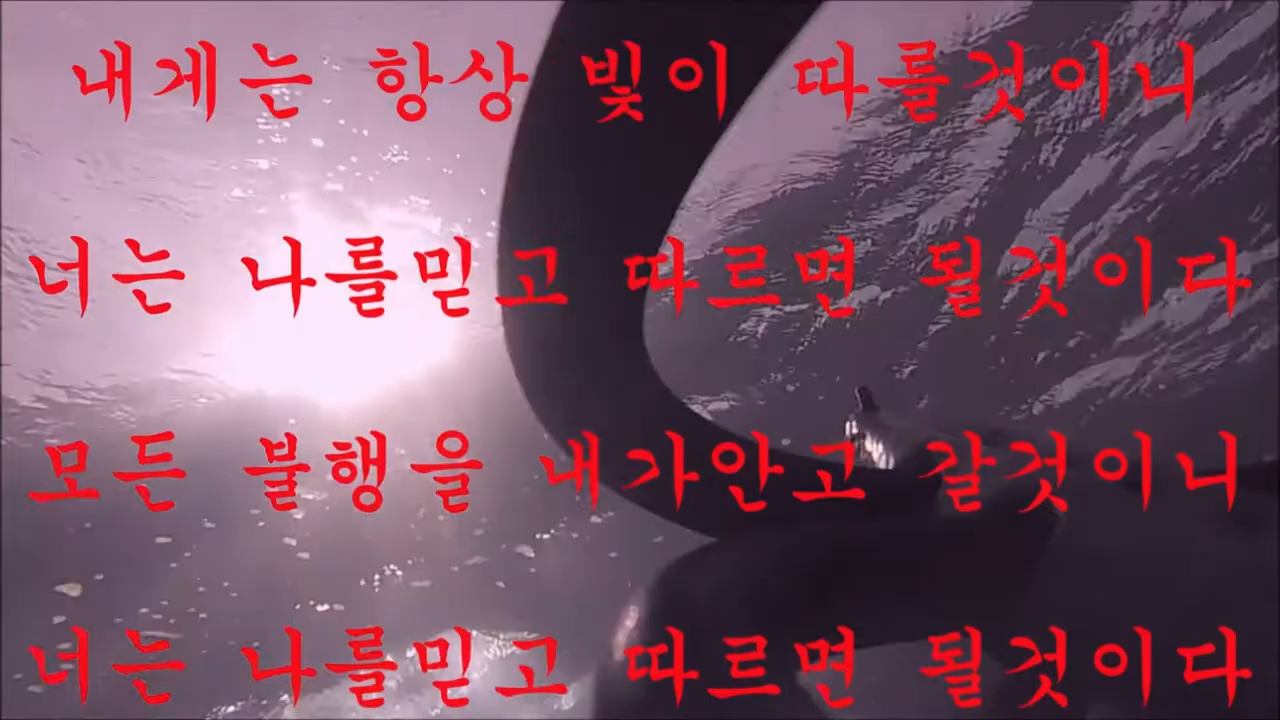 내게는 항상 빛이 따를것이니
너는 나를믿고 따르면 될것이다
모든 불행을 내가안고 갈것이니
너는 나를믿고 따르면 될것이다